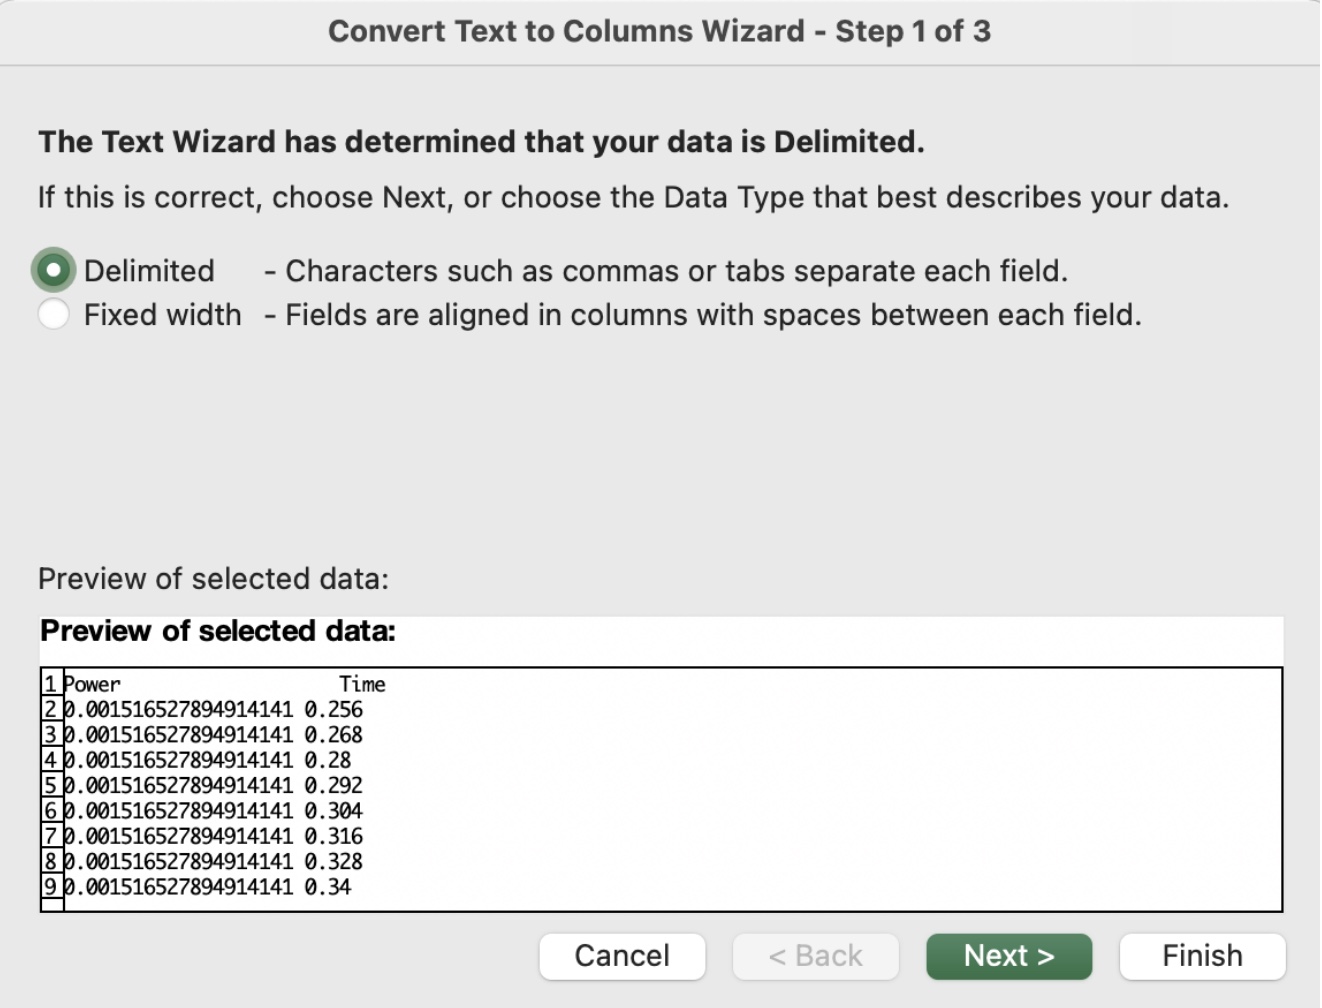 Convert Text to Columns Wizard - Step 1 of 3
The Text Wizard has determined that your data is Delimited.
If this is correct, choose Next, or choose the Data Type that best describes your data.
Delimited - Characters such as commas or tabs separate each field.
Fixed width - Fields are aligned in columns with spaces between each field.
Preview of selected data:
Preview of selected data:
1 Power Time
2 0.001516527894914141 0.256
3 0.001516527894914141 0.268
4 0.001516527894914141 0.28
5 0.001516527894914141 0.292
6 0.001516527894914141 0.304
7 0.001516527894914141 0.316
8 0.001516527894914141 0.328
9 0.001516527894914141 0.34
Cancel < Back Next > Finish